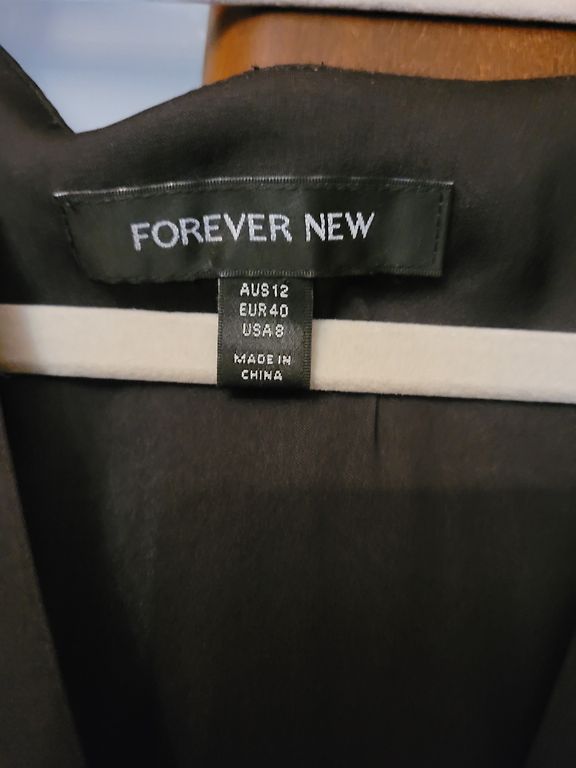 FOREVER NEW
AUS12
EUR40
USA8
MADE IN
CHINA